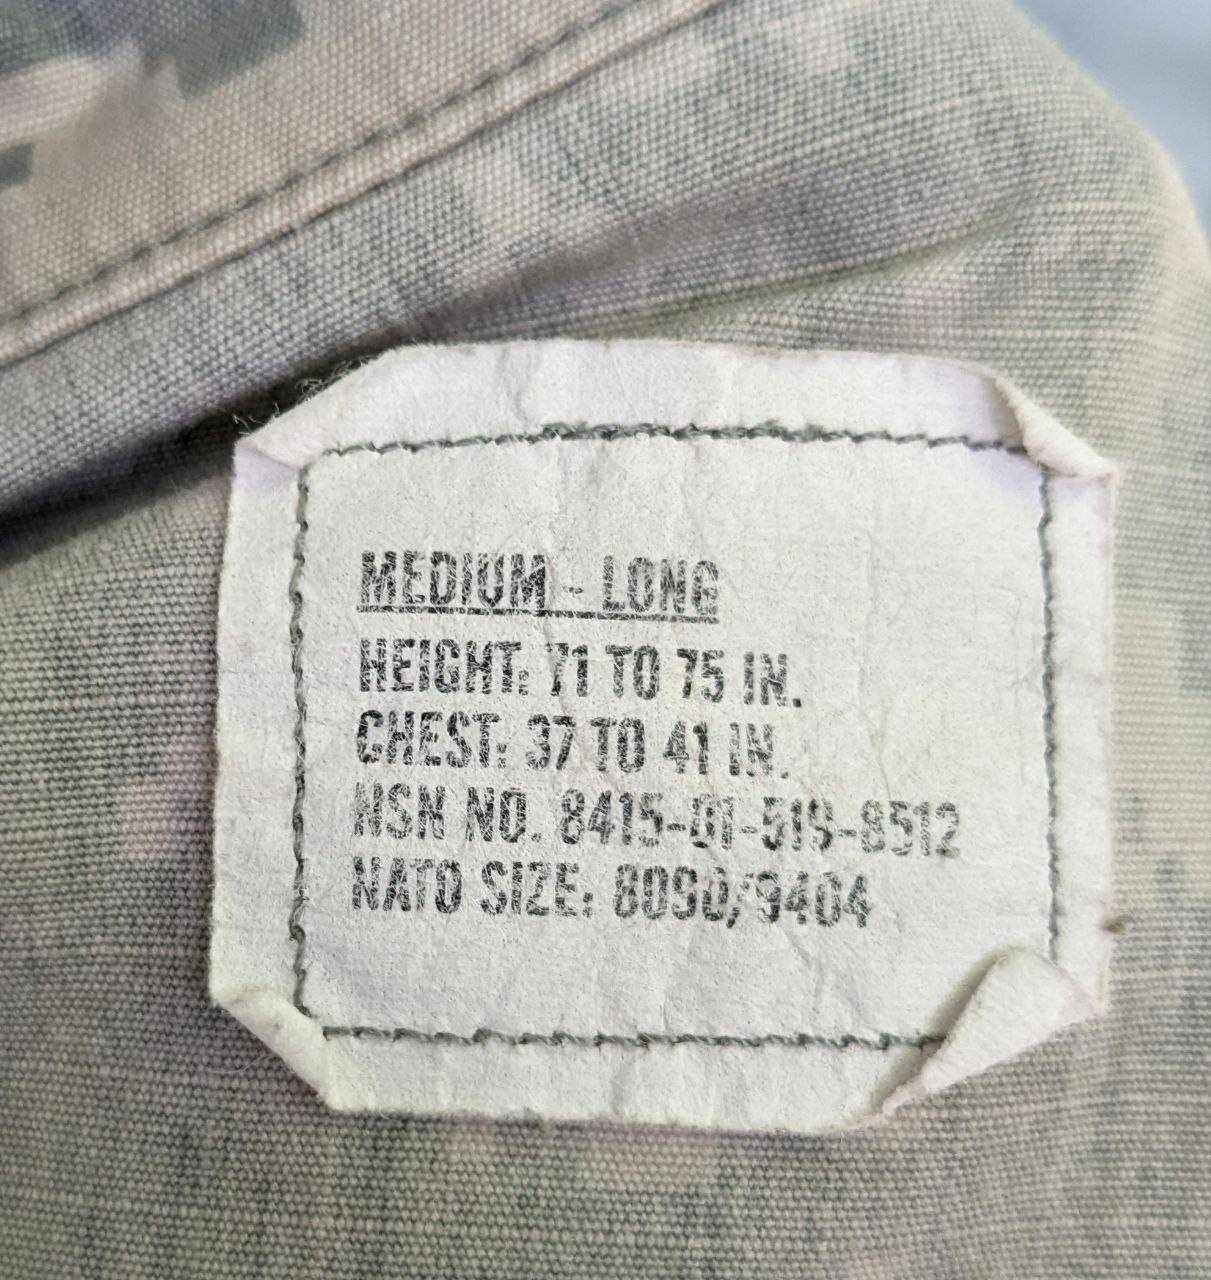 MEDIUM - LONG
HEIGHT: 71 TO 75 IN.
CHEST: 37 TO 41 IN.
NSN NO. 8415-01-519-8512
NATO SIZE: 8090/9404